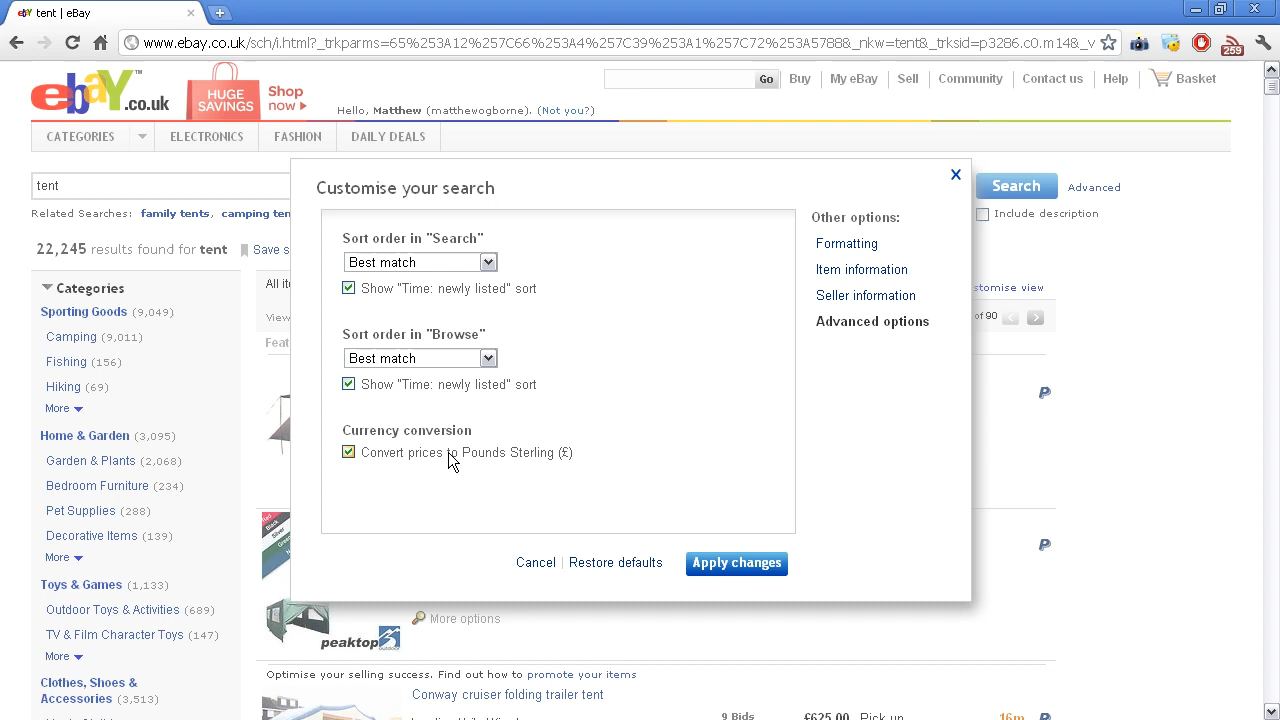 tent | eBay
www.ebay.co.uk/sch/i.html?_trkparms=65%253A12%257C66%253A4%257C39%253A1%257C72%253A5788&_nkw=tent&_trksid=p3286.c0.m14&_v
259
ebay.co.uk™
HUGE SAVINGS
Shop now
Hello, Matthew (matthewogborne). (Not you?)
Go
Buy My eBay Sell Community Contact us Help Basket
CATEGORIES ELECTRONICS FASHION DAILY DEALS
tent
Search Advanced
Include description
Related Searches: family tents, camping ten
22,245 results found for tent Save s
Categories
Sporting Goods (9,049)
Camping (9,011)
Fishing (156)
Hiking (69)
More
Home & Garden (3,095)
Garden & Plants (2,068)
Bedroom Furniture (234)
Pet Supplies (288)
Decorative Items (139)
More
Toys & Games (1,133)
Outdoor Toys & Activities (689)
TV & Film Character Toys (147)
More
Clothes, Shoes &
Accessories (3,513)
All ite
View
Feat
stomise view
of 90
Customise your search
X
Sort order in "Search"
Best match
Show "Time: newly listed" sort
Sort order in "Browse"
Best match
Show "Time: newly listed" sort
Currency conversion
Convert prices to Pounds Sterling (£)
Other options:
Formatting
Item information
Seller information
Advanced options
Cancel Restore defaults Apply changes
Red
Black
Silver
Green
More options
peaktop
outdoor
Optimise your selling success. Find out how to promote your items
Conway cruiser folding trailer tent
9 Bids £625.00 Pick up 16m